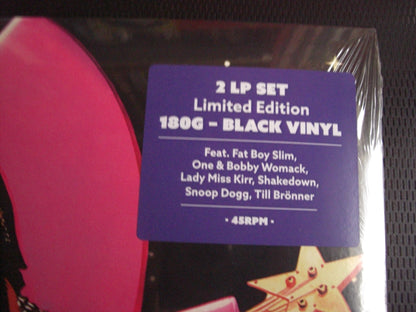 2 LP SET
Limited Edition
180G – BLACK VINYL
Feat. Fat Boy Slim,
One & Bobby Womack,
Lady Miss Kirr, Shakedown,
Snoop Dogg, Till Brönner
· 45RPM ·